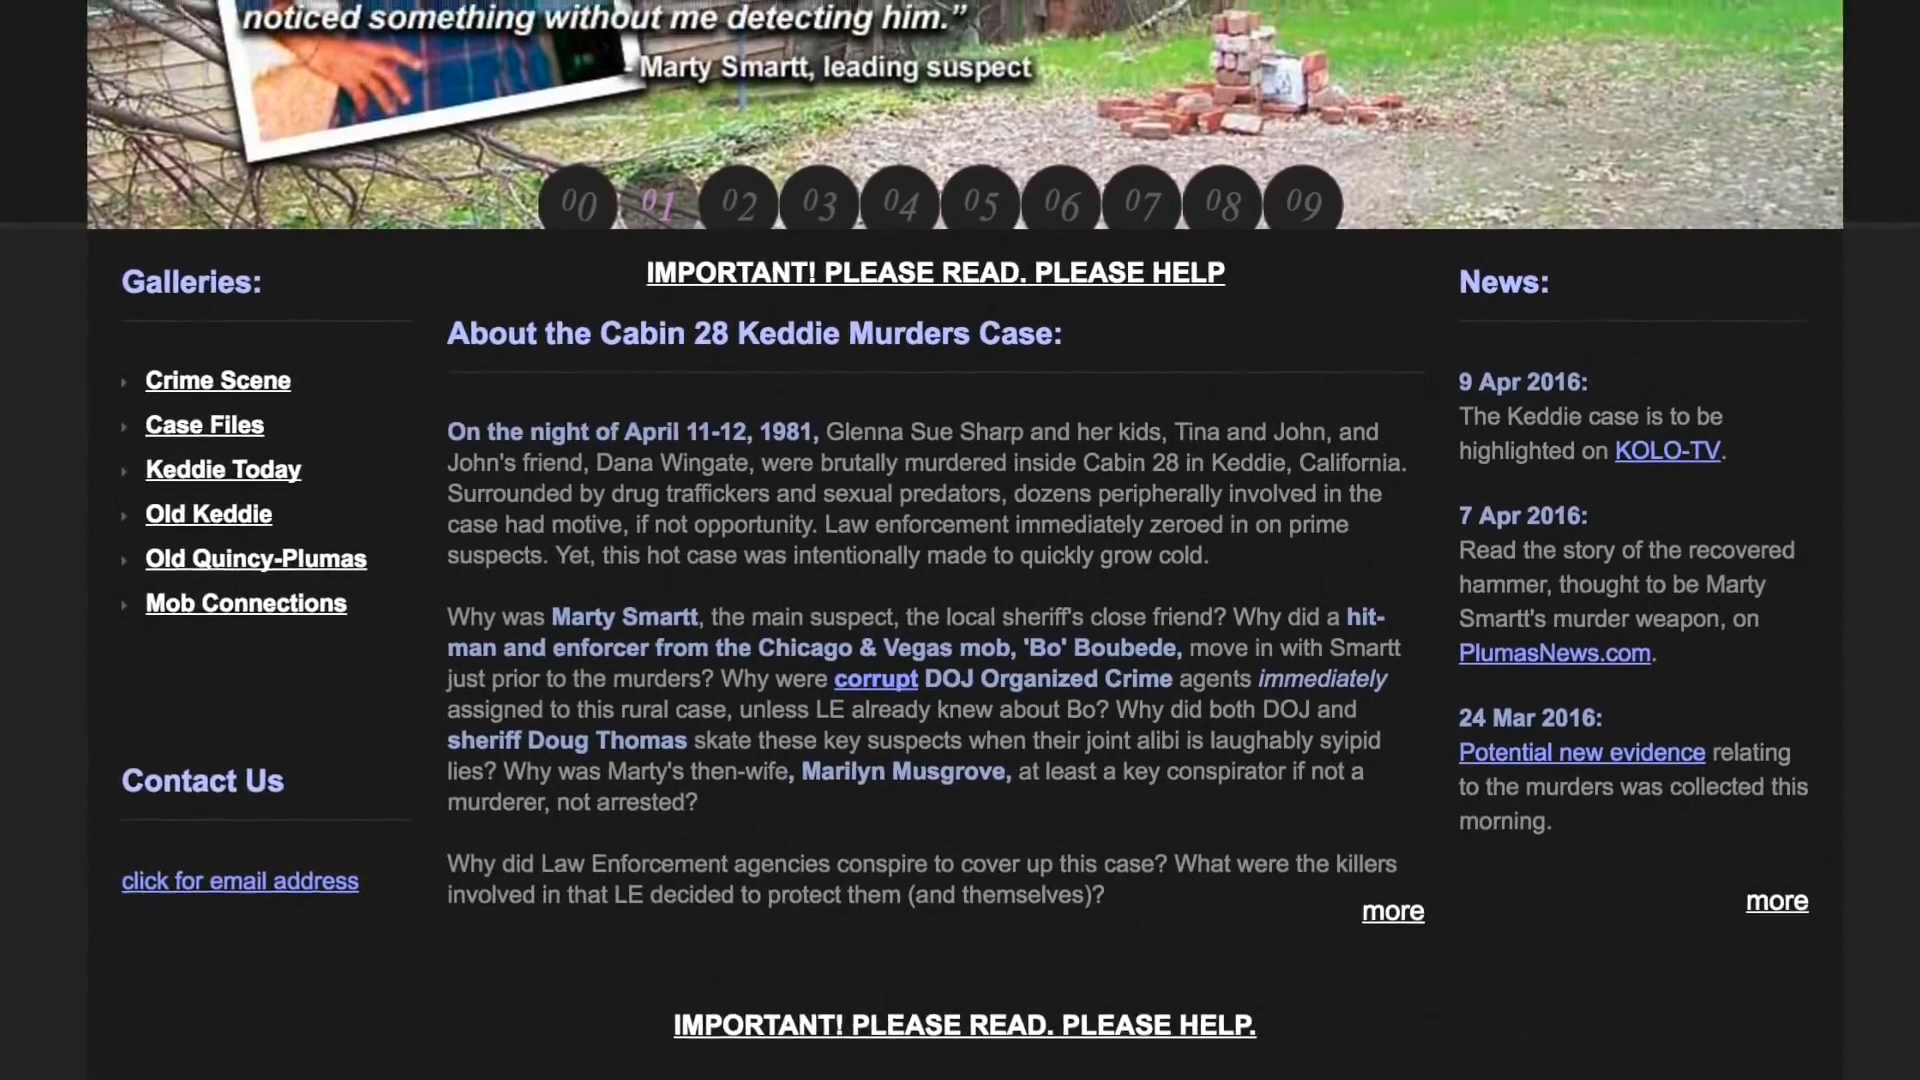 noticed something without me detecting him.”
- Marty Smartt, leading suspect
00 01 02 03 04 05 06 07 08 09
Galleries:
Crime Scene
Case Files
Keddie Today
Old Keddie
Old Quincy-Plumas
Mob Connections
Contact Us
click for email address
IMPORTANT! PLEASE READ. PLEASE HELP
About the Cabin 28 Keddie Murders Case:
On the night of April 11-12, 1981, Glenna Sue Sharp and her kids, Tina and John, and
John's friend, Dana Wingate, were brutally murdered inside Cabin 28 in Keddie, California.
Surrounded by drug traffickers and sexual predators, dozens peripherally involved in the
case had motive, if not opportunity. Law enforcement immediately zeroed in on prime
suspects. Yet, this hot case was intentionally made to quickly grow cold.
Why was Marty Smartt, the main suspect, the local sheriff's close friend? Why did a hit-
man and enforcer from the Chicago & Vegas mob, 'Bo' Boubede, move in with Smartt
just prior to the murders? Why were corrupt DOJ Organized Crime agents immediately
assigned to this rural case, unless LE already knew about Bo? Why did both DOJ and
sheriff Doug Thomas skate these key suspects when their joint alibi is laughably syipid
lies? Why was Marty's then-wife, Marilyn Musgrove, at least a key conspirator if not a
murderer, not arrested?
Why did Law Enforcement agencies conspire to cover up this case? What were the killers
involved in that LE decided to protect them (and themselves)?
more
IMPORTANT! PLEASE READ. PLEASE HELP.
News:
9 Apr 2016:
The Keddie case is to be
highlighted on KOLO-TV.
7 Apr 2016:
Read the story of the recovered
hammer, thought to be Marty
Smartt's murder weapon, on
PlumasNews.com.
24 Mar 2016:
Potential new evidence relating
to the murders was collected this
morning.
more